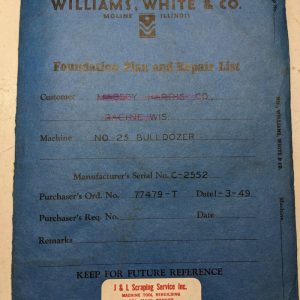 WILLIAMS, WHITE & CO.
MOLINE ILLINOIS
Foundation Plan and Repair List
Customer MASSEY HARRIS CO,
RACINE, WIS
Machine NO 25 BULLDOZER
Manufacturer's Serial No. C-2552
Purchaser's Ord. No. 77479-T Date 1-3-49
Purchaser's Req. No. Date
Remarks
KEEP FOR FUTURE REFERENCE
J & L Scraping Service Inc.
MACHINE TOOL REBUILDING